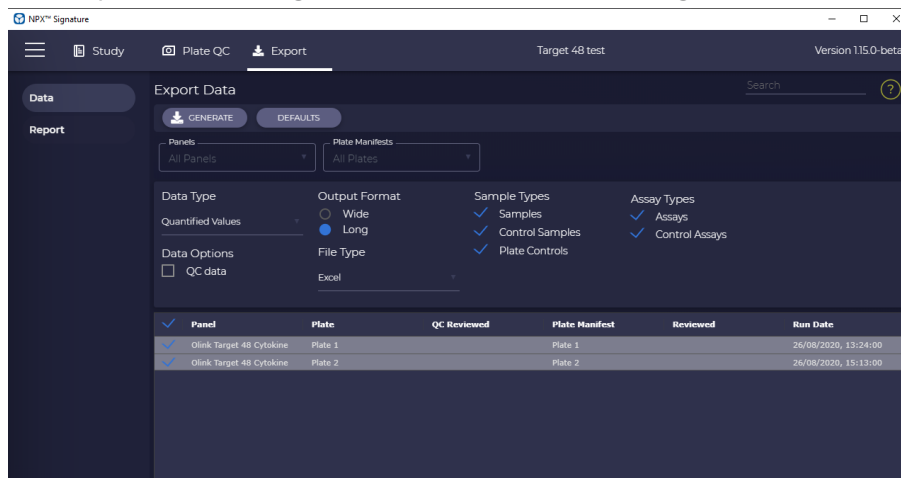 NPX™ Signature
Study
Plate QC
Export
Target 48 test
Version 1.15.0-beta
Data
Report
Export Data
Search
?
GENERATE
DEFAULTS
Panels
All Panels
Plate Manifests
All Plates
Data Type
Quantified Values
Data Options
QC data
Output Format
Wide
Long
File Type
Excel
Sample Types
Samples
Control Samples
Plate Controls
Assay Types
Assays
Control Assays
Panel Plate QC Reviewed Plate Manifest Reviewed Run Date
Olink Target 48 Cytokine Plate 1 Plate 1 26/08/2020, 13:24:00
Olink Target 48 Cytokine Plate 2 Plate 2 26/08/2020, 15:13:00